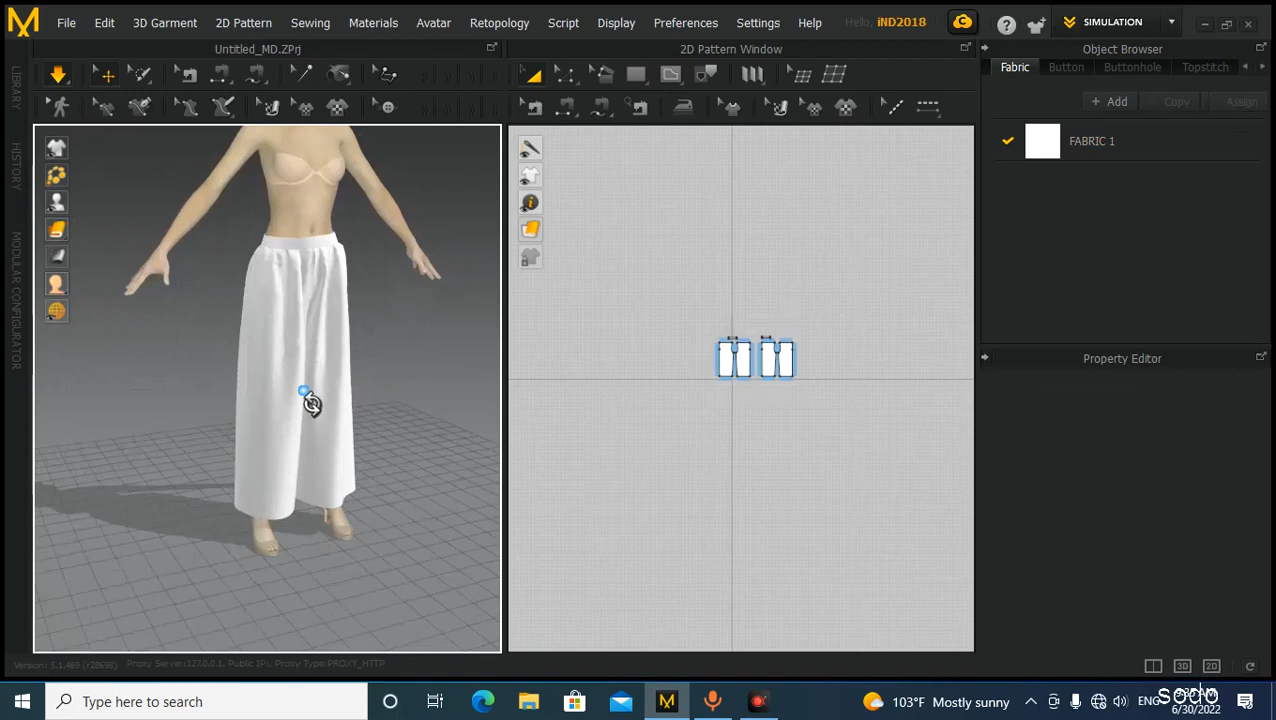 File Edit 3D Garment 2D Pattern Sewing Materials Avatar Retopology Script Display Preferences Settings Help Hello, iND2018 SIMULATION
Untitled_MD.ZPrj
2D Pattern Window
Object Browser
Fabric Button Buttonhole Topstitch
+ Add Copy Assign
FABRIC 1
LIBRARY
HISTORY
MODULAR CONFIGURATOR
Property Editor
Version: 5.1.469 (r28698) Proxy Server:127.0.0.1, Public IP:, Proxy Type:PROXY_HTTP
3D 2D
Type here to search
103°F Mostly sunny
ENG
6/30/2022